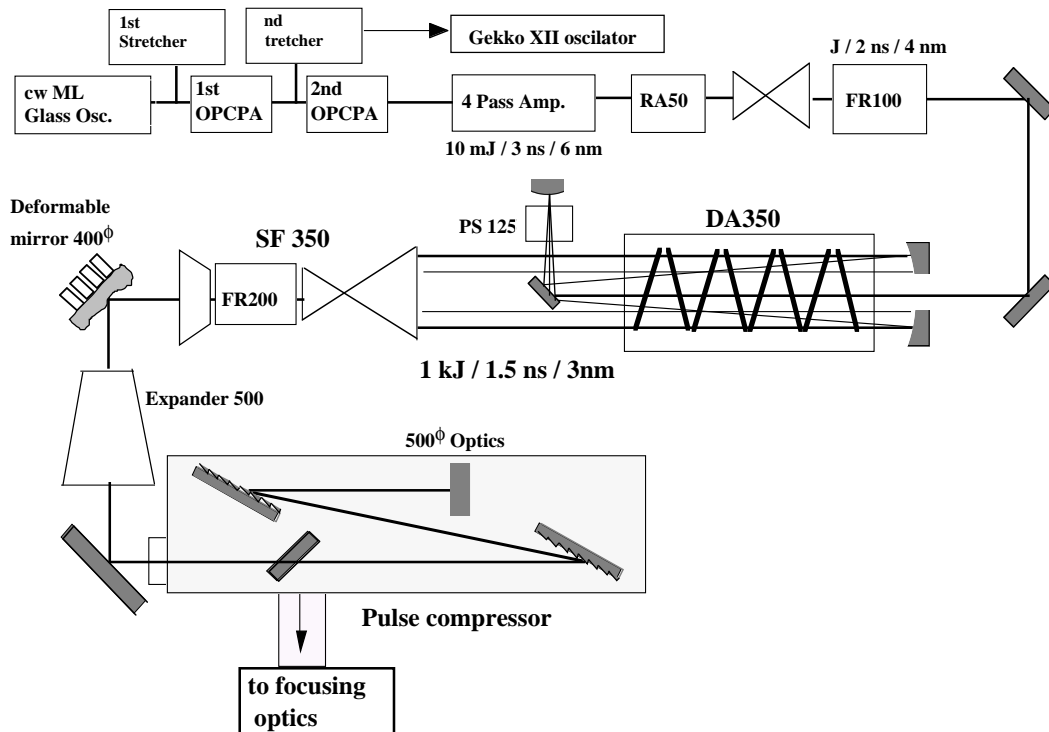 1st
Stretcher
nd
tretcher
Gekko XII oscilator
J / 2 ns / 4 nm
cw ML
Glass Osc.
1st
OPCPA
2nd
OPCPA
4 Pass Amp.
RA50
FR100
10 mJ / 3 ns / 6 nm
Deformable
mirror 400ϕ
SF 350
PS 125
DA350
FR200
1 kJ / 1.5 ns / 3nm
Expander 500
500ϕ Optics
Pulse compressor
to focusing
optics